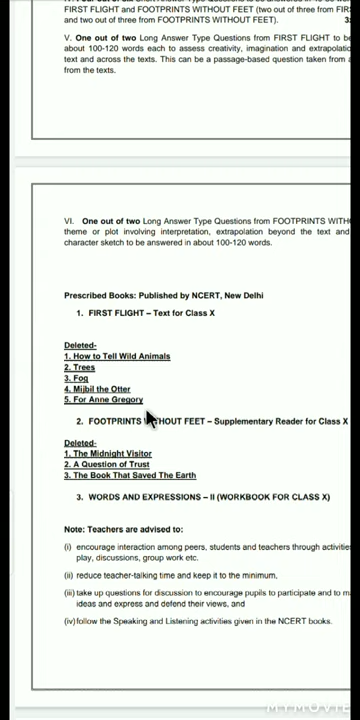 FIRST FLIGHT and FOOTPRINTS WITHOUT FEET (two out of three from FIR
and two out of three from FOOTPRINTS WITHOUT FEET).
V. One out of two Long Answer Type Questions from FIRST FLIGHT to be
about 100-120 words each to assess creativity, imagination and extrapolatio
text and across the texts. This can be a passage-based question taken from a
from the texts.
VI. One out of two Long Answer Type Questions from FOOTPRINTS WITH
theme or plot involving interpretation, extrapolation beyond the text and
character sketch to be answered in about 100-120 words.
Prescribed Books: Published by NCERT, New Delhi
1. FIRST FLIGHT – Text for Class X
Deleted-
1. How to Tell Wild Animals
2. Trees
3. Fog
4. Mijbil the Otter
5. For Anne Gregory
2. FOOTPRINTS WITHOUT FEET – Supplementary Reader for Class X
Deleted-
1. The Midnight Visitor
2. A Question of Trust
3. The Book That Saved The Earth
3. WORDS AND EXPRESSIONS – II (WORKBOOK FOR CLASS X)
Note: Teachers are advised to:
(i) encourage interaction among peers, students and teachers through activitie
play, discussions, group work etc.
(ii) reduce teacher-talking time and keep it to the minimum,
(iii) take up questions for discussion to encourage pupils to participate and to m
ideas and express and defend their views, and
(iv) follow the Speaking and Listening activities given in the NCERT books.
MYMOVIE